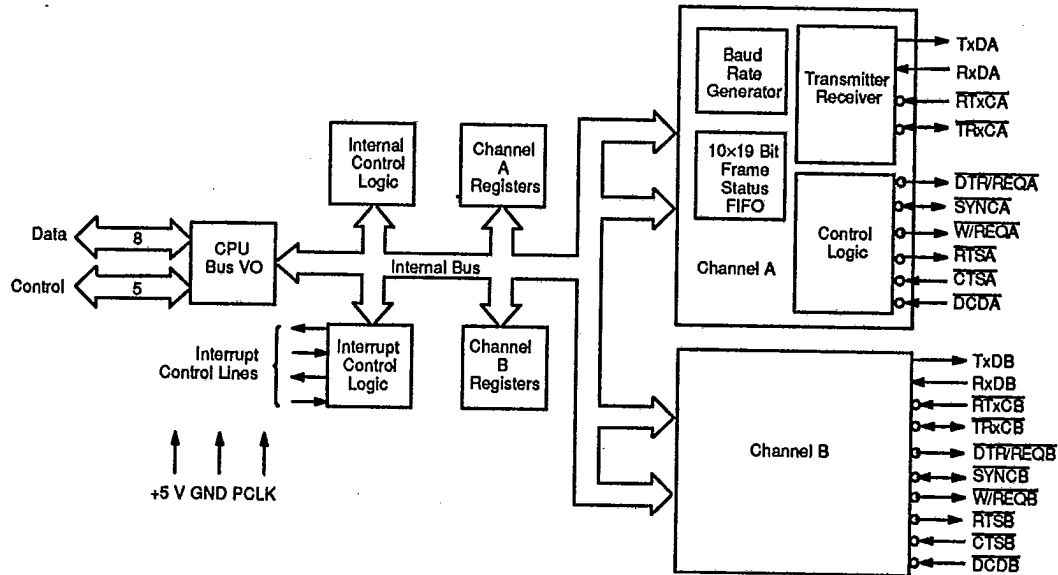 Data
8
Control
5
CPU
Bus VO
Internal
Control
Logic
Channel
A
Registers
Internal Bus
Interrupt
Control Lines
Interrupt
Control
Logic
Channel
B
Registers
+5 V GND PCLK
Baud
Rate
Generator
10×19 Bit
Frame
Status
FIFO
Channel A
Transmitter
Receiver
Control
Logic
TxDA
RxDA
RTxCA
TRxCA
DTR/REQA
SYNCA
W/REQA
RTSA
CTSA
DCDA
Channel B
TxDB
RxDB
RTxCB
TRxCB
DTR/REQB
SYNCB
W/REQB
RTSB
CTSB
DCDB